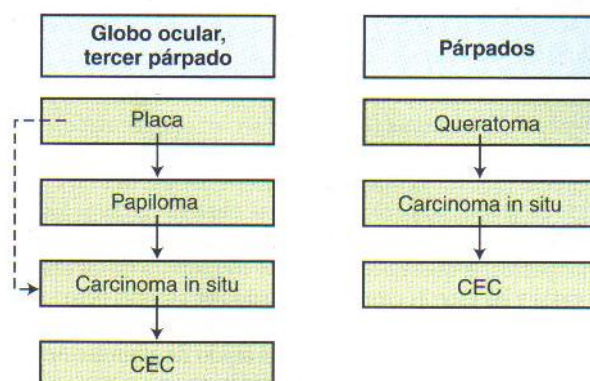 Globo ocular,
tercer párpado
Placa
Papiloma
Carcinoma in situ
CEC
Párpados
Queratoma
Carcinoma in situ
CEC